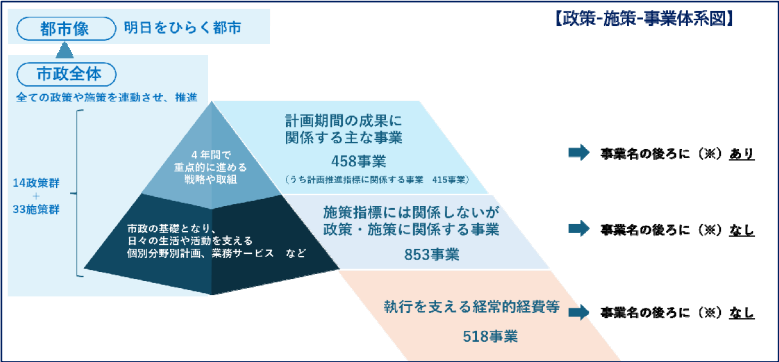 【政策-施策-事業体系図】
都市像 明日をひらく都市
市政全体
全ての政策や施策を連動させ、推進
14政策群
+
33施策群
4年間で
重点的に進める
戦略や取組
市政の基礎となり、
日々の生活や活動を支える
個別分野別計画、業務サービス など
計画期間の成果に
関係する主な事業
458事業
(うち計画推進指標に関係する事業 415事業)
事業名の後ろに(※)あり
施策指標には関係しないが
政策・施策に関係する事業
853事業
事業名の後ろに(※)なし
執行を支える経常的経費等
518事業
事業名の後ろに(※)なし